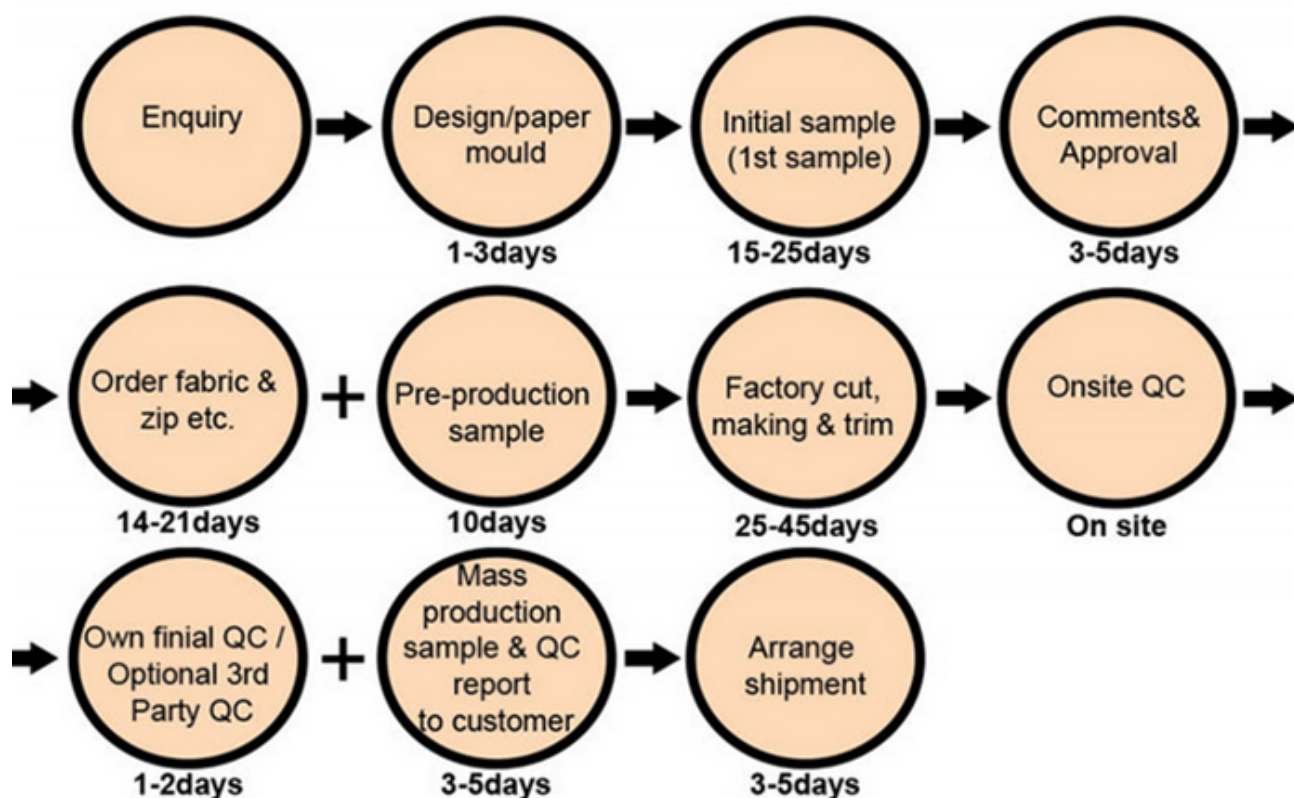 Enquiry
Design/paper
mould
1-3days
Initial sample
(1st sample)
15-25days
Comments&
Approval
3-5days
Order fabric &
zip etc.
14-21days
+
Pre-production
sample
10days
Factory cut,
making & trim
25-45days
Onsite QC
On site
Own finial QC /
Optional 3rd
Party QC
1-2days
+
Mass
production
sample & QC
report
to customer
3-5days
Arrange
shipment
3-5days